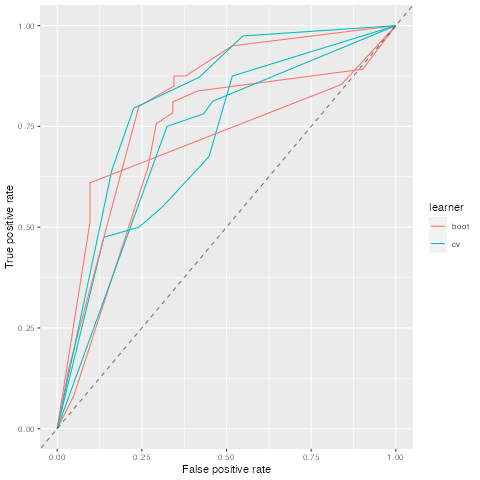 1.00
0.75
0.50
0.25
0.00
True positive rate
0.00 0.25 0.50 0.75 1.00
False positive rate
learner
boot
cv